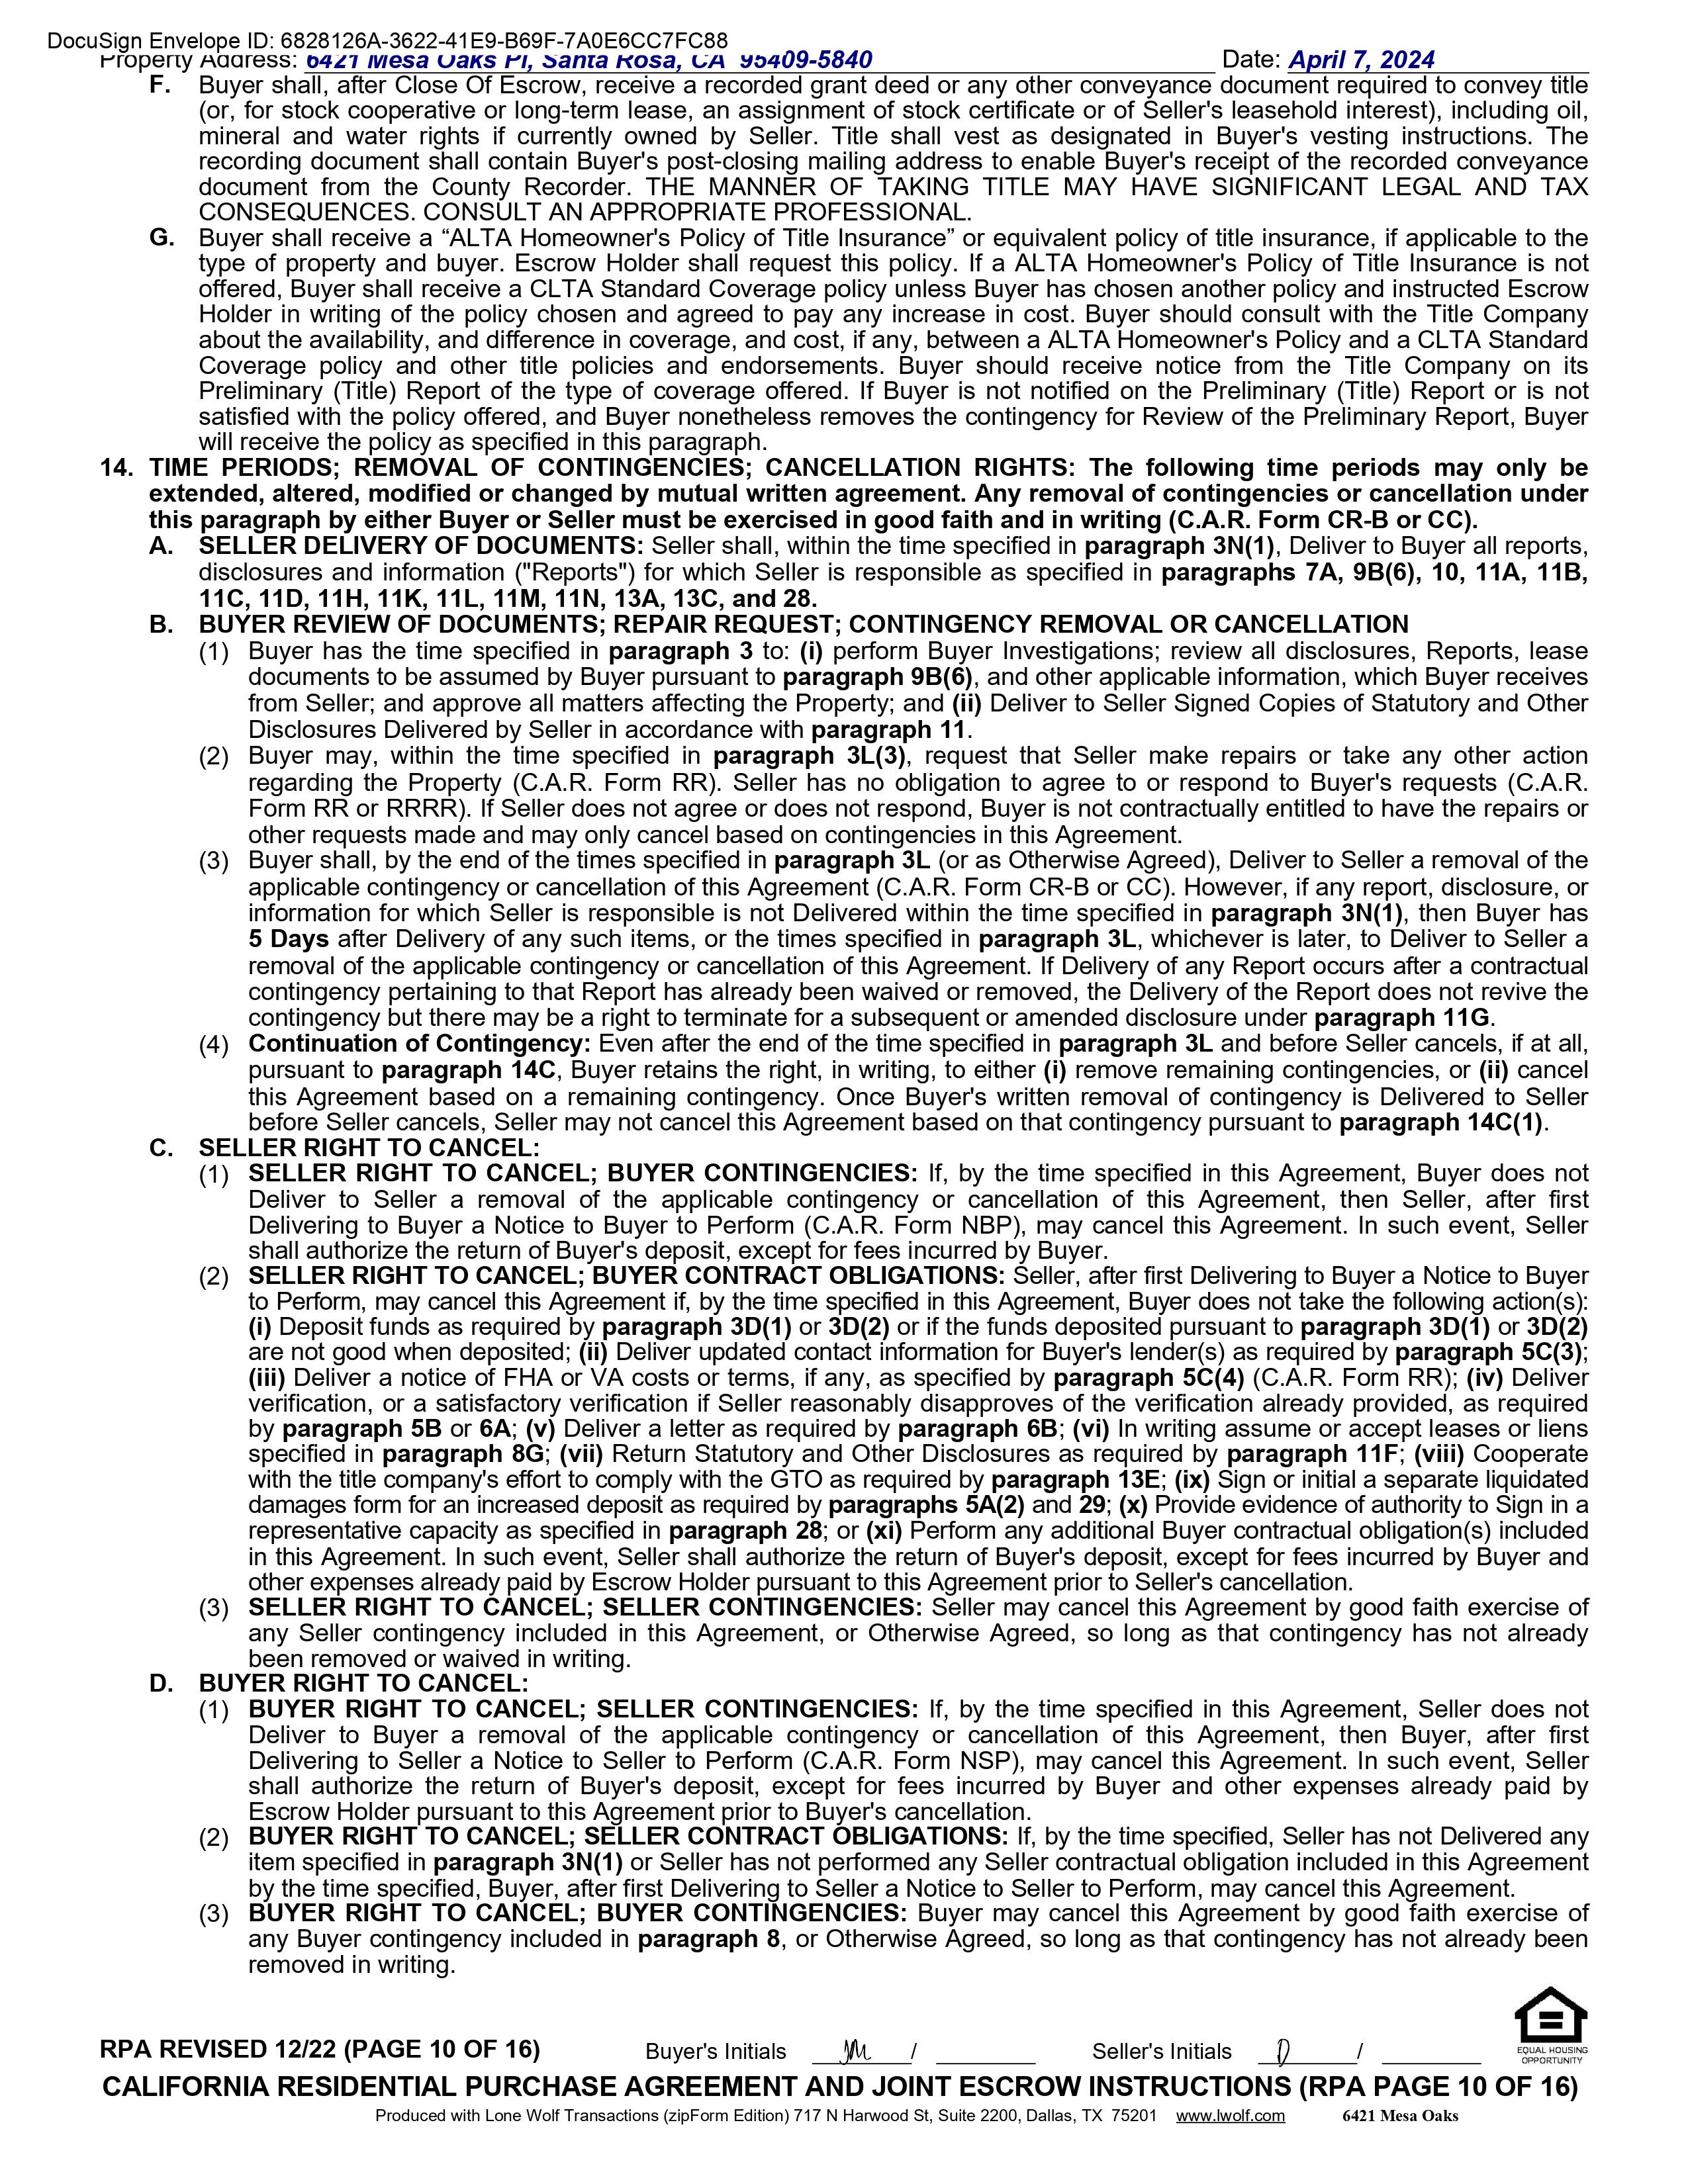 DocuSign Envelope ID: 6828126A-3622-41E9-B69F-7A0E6CC7FC88
Property Address: 6421 Mesa Oaks Pl, Santa Rosa, CA 95409-5840 Date: April 7, 2024
F. Buyer shall, after Close Of Escrow, receive a recorded grant deed or any other conveyance document required to convey title
(or, for stock cooperative or long-term lease, an assignment of stock certificate or of Seller's leasehold interest), including oil,
mineral and water rights if currently owned by Seller. Title shall vest as designated in Buyer's vesting instructions. The
recording document shall contain Buyer's post-closing mailing address to enable Buyer's receipt of the recorded conveyance
document from the County Recorder. THE MANNER OF TAKING TITLE MAY HAVE SIGNIFICANT LEGAL AND TAX
CONSEQUENCES. CONSULT AN APPROPRIATE PROFESSIONAL.
G. Buyer shall receive a “ALTA Homeowner's Policy of Title Insurance” or equivalent policy of title insurance, if applicable to the
type of property and buyer. Escrow Holder shall request this policy. If a ALTA Homeowner's Policy of Title Insurance is not
offered, Buyer shall receive a CLTA Standard Coverage policy unless Buyer has chosen another policy and instructed Escrow
Holder in writing of the policy chosen and agreed to pay any increase in cost. Buyer should consult with the Title Company
about the availability, and difference in coverage, and cost, if any, between a ALTA Homeowner's Policy and a CLTA Standard
Coverage policy and other title policies and endorsements. Buyer should receive notice from the Title Company on its
Preliminary (Title) Report of the type of coverage offered. If Buyer is not notified on the Preliminary (Title) Report or is not
satisfied with the policy offered, and Buyer nonetheless removes the contingency for Review of the Preliminary Report, Buyer
will receive the policy as specified in this paragraph.
14. TIME PERIODS; REMOVAL OF CONTINGENCIES; CANCELLATION RIGHTS: The following time periods may only be
extended, altered, modified or changed by mutual written agreement. Any removal of contingencies or cancellation under
this paragraph by either Buyer or Seller must be exercised in good faith and in writing (C.A.R. Form CR-B or CC).
A. SELLER DELIVERY OF DOCUMENTS: Seller shall, within the time specified in paragraph 3N(1), Deliver to Buyer all reports,
disclosures and information ("Reports") for which Seller is responsible as specified in paragraphs 7A, 9B(6), 10, 11A, 11B,
11C, 11D, 11H, 11K, 11L, 11M, 11N, 13A, 13C, and 28.
B. BUYER REVIEW OF DOCUMENTS; REPAIR REQUEST; CONTINGENCY REMOVAL OR CANCELLATION
(1) Buyer has the time specified in paragraph 3 to: (i) perform Buyer Investigations; review all disclosures, Reports, lease
documents to be assumed by Buyer pursuant to paragraph 9B(6), and other applicable information, which Buyer receives
from Seller; and approve all matters affecting the Property; and (ii) Deliver to Seller Signed Copies of Statutory and Other
Disclosures Delivered by Seller in accordance with paragraph 11.
(2) Buyer may, within the time specified in paragraph 3L(3), request that Seller make repairs or take any other action
regarding the Property (C.A.R. Form RR). Seller has no obligation to agree to or respond to Buyer's requests (C.A.R.
Form RR or RRRR). If Seller does not agree or does not respond, Buyer is not contractually entitled to have the repairs or
other requests made and may only cancel based on contingencies in this Agreement.
(3) Buyer shall, by the end of the times specified in paragraph 3L (or as Otherwise Agreed), Deliver to Seller a removal of the
applicable contingency or cancellation of this Agreement (C.A.R. Form CR-B or CC). However, if any report, disclosure, or
information for which Seller is responsible is not Delivered within the time specified in paragraph 3N(1), then Buyer has
5 Days after Delivery of any such items, or the times specified in paragraph 3L, whichever is later, to Deliver to Seller a
removal of the applicable contingency or cancellation of this Agreement. If Delivery of any Report occurs after a contractual
contingency pertaining to that Report has already been waived or removed, the Delivery of the Report does not revive the
contingency but there may be a right to terminate for a subsequent or amended disclosure under paragraph 11G.
(4) Continuation of Contingency: Even after the end of the time specified in paragraph 3L and before Seller cancels, if at all,
pursuant to paragraph 14C, Buyer retains the right, in writing, to either (i) remove remaining contingencies, or (ii) cancel
this Agreement based on a remaining contingency. Once Buyer's written removal of contingency is Delivered to Seller
before Seller cancels, Seller may not cancel this Agreement based on that contingency pursuant to paragraph 14C(1).
C. SELLER RIGHT TO CANCEL:
(1) SELLER RIGHT TO CANCEL; BUYER CONTINGENCIES: If, by the time specified in this Agreement, Buyer does not
Deliver to Seller a removal of the applicable contingency or cancellation of this Agreement, then Seller, after first
Delivering to Buyer a Notice to Buyer to Perform (C.A.R. Form NBP), may cancel this Agreement. In such event, Seller
shall authorize the return of Buyer's deposit, except for fees incurred by Buyer.
(2) SELLER RIGHT TO CANCEL; BUYER CONTRACT OBLIGATIONS: Seller, after first Delivering to Buyer a Notice to Buyer
to Perform, may cancel this Agreement if, by the time specified in this Agreement, Buyer does not take the following action(s):
(i) Deposit funds as required by paragraph 3D(1) or 3D(2) or if the funds deposited pursuant to paragraph 3D(1) or 3D(2)
are not good when deposited; (ii) Deliver updated contact information for Buyer's lender(s) as required by paragraph 5C(3);
(iii) Deliver a notice of FHA or VA costs or terms, if any, as specified by paragraph 5C(4) (C.A.R. Form RR); (iv) Deliver
verification, or a satisfactory verification if Seller reasonably disapproves of the verification already provided, as required
by paragraph 5B or 6A; (v) Deliver a letter as required by paragraph 6B; (vi) In writing assume or accept leases or liens
specified in paragraph 8G; (vii) Return Statutory and Other Disclosures as required by paragraph 11F; (viii) Cooperate
with the title company's effort to comply with the GTO as required by paragraph 13E; (ix) Sign or initial a separate liquidated
damages form for an increased deposit as required by paragraphs 5A(2) and 29; (x) Provide evidence of authority to Sign in a
representative capacity as specified in paragraph 28; or (xi) Perform any additional Buyer contractual obligation(s) included
in this Agreement. In such event, Seller shall authorize the return of Buyer's deposit, except for fees incurred by Buyer and
other expenses already paid by Escrow Holder pursuant to this Agreement prior to Seller's cancellation.
(3) SELLER RIGHT TO CANCEL; SELLER CONTINGENCIES: Seller may cancel this Agreement by good faith exercise of
any Seller contingency included in this Agreement, or Otherwise Agreed, so long as that contingency has not already
been removed or waived in writing.
D. BUYER RIGHT TO CANCEL:
(1) BUYER RIGHT TO CANCEL; SELLER CONTINGENCIES: If, by the time specified in this Agreement, Seller does not
Deliver to Buyer a removal of the applicable contingency or cancellation of this Agreement, then Buyer, after first
Delivering to Seller a Notice to Seller to Perform (C.A.R. Form NSP), may cancel this Agreement. In such event, Seller
shall authorize the return of Buyer's deposit, except for fees incurred by Buyer and other expenses already paid by
Escrow Holder pursuant to this Agreement prior to Buyer's cancellation.
(2) BUYER RIGHT TO CANCEL; SELLER CONTRACT OBLIGATIONS: If, by the time specified, Seller has not Delivered any
item specified in paragraph 3N(1) or Seller has not performed any Seller contractual obligation included in this Agreement
by the time specified, Buyer, after first Delivering to Seller a Notice to Seller to Perform, may cancel this Agreement.
(3) BUYER RIGHT TO CANCEL; BUYER CONTINGENCIES: Buyer may cancel this Agreement by good faith exercise of
any Buyer contingency included in paragraph 8, or Otherwise Agreed, so long as that contingency has not already been
removed in writing.
RPA REVISED 12/22 (PAGE 10 OF 16) Buyer's Initials / Seller's Initials /
EQUAL HOUSING
OPPORTUNITY
CALIFORNIA RESIDENTIAL PURCHASE AGREEMENT AND JOINT ESCROW INSTRUCTIONS (RPA PAGE 10 OF 16)
Produced with Lone Wolf Transactions (zipForm Edition) 717 N Harwood St, Suite 2200, Dallas, TX 75201 www.lwolf.com 6421 Mesa Oaks